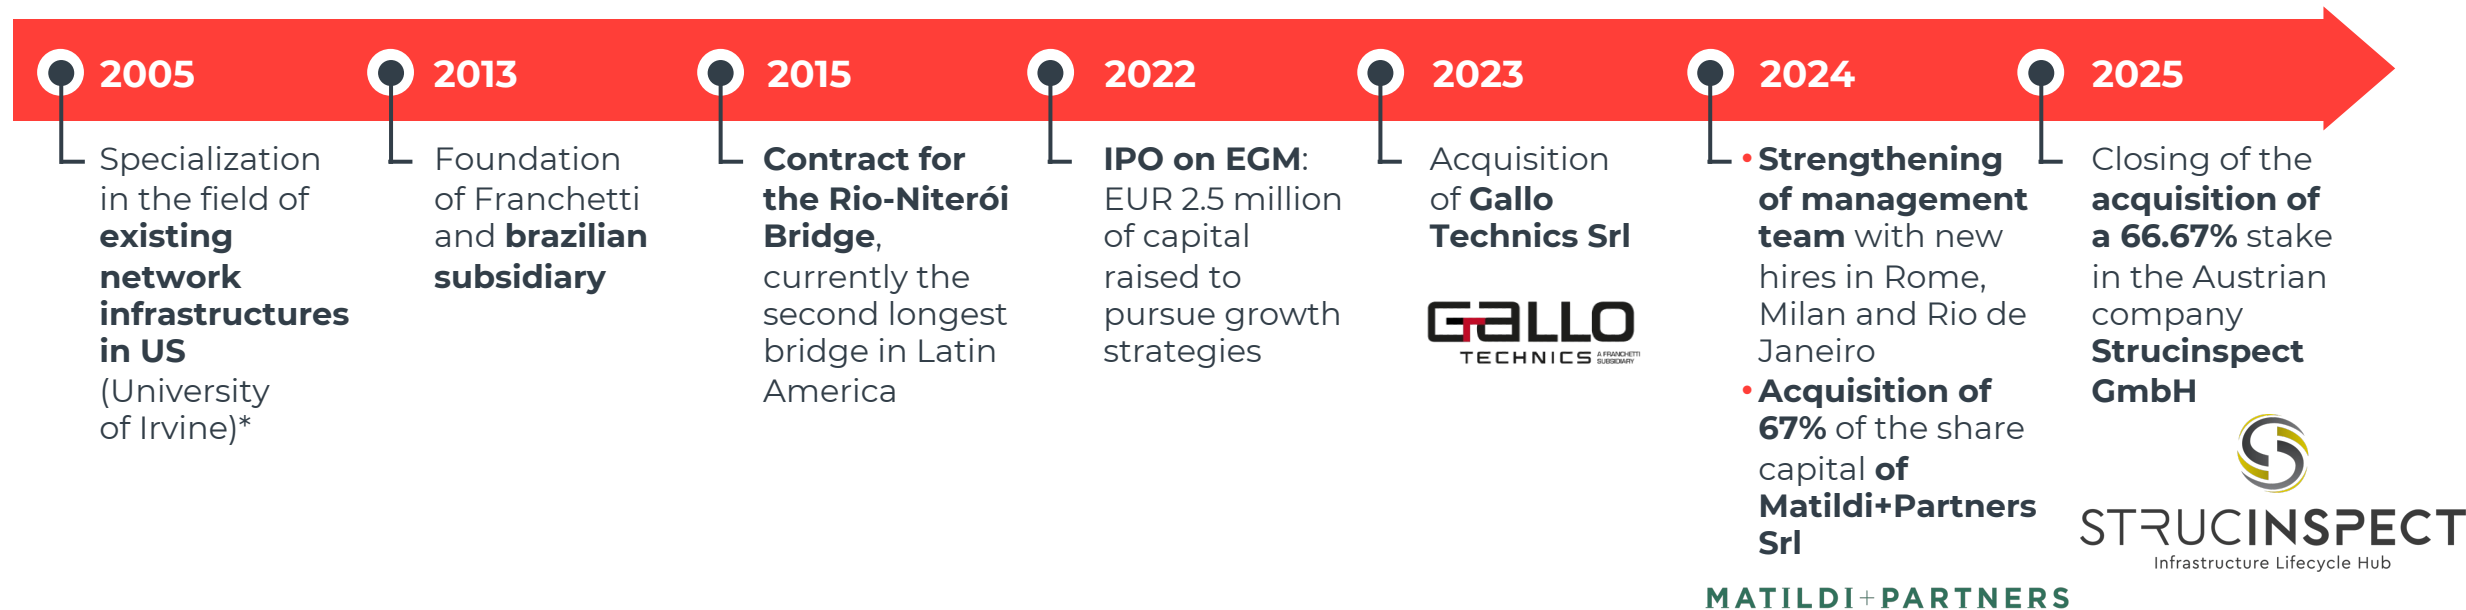 2005
Specialization
in the field of
existing
network
infrastructures
in US
(University
of Irvine)*
2013
Foundation
of Franchetti
and brazilian
subsidiary
2015
Contract for
the Rio-Niterói
Bridge,
currently the
second longest
bridge in Latin
America
2022
IPO on EGM:
EUR 2.5 million
of capital
raised to
pursue growth
strategies
2023
Acquisition
of Gallo
Technics Srl
GALLO
TECHNICS A FRANCHETTI
SUBSIDIARY
2024
• Strengthening
of management
team with new
hires in Rome,
Milan and Rio de
Janeiro
• Acquisition of
67% of the share
capital of
Matildi+Partners
Srl
MATILDI+PARTNERS
2025
Closing of the
acquisition of
a 66.67% stake
in the Austrian
company
Strucinspect
GmbH
STRUCINSPECT
Infrastructure Lifecycle Hub